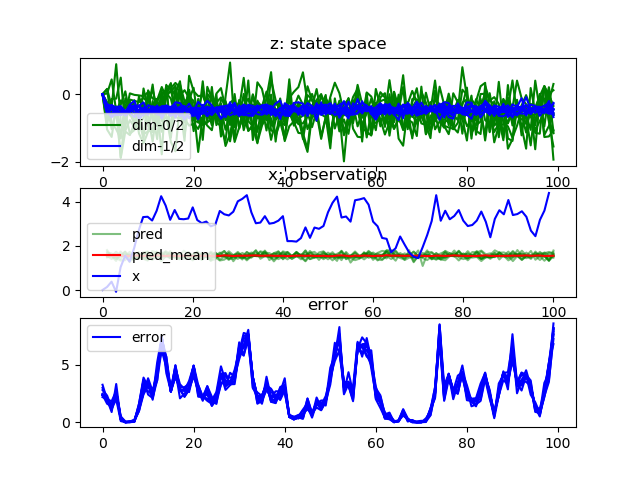 z: state space
0
−2
dim-0/2
dim-1/2
0 20 40 60 80 100
x: observation
4
2
0
pred
pred_mean
x
0 20 40 60 80 100
error
5
0
error
0 20 40 60 80 100